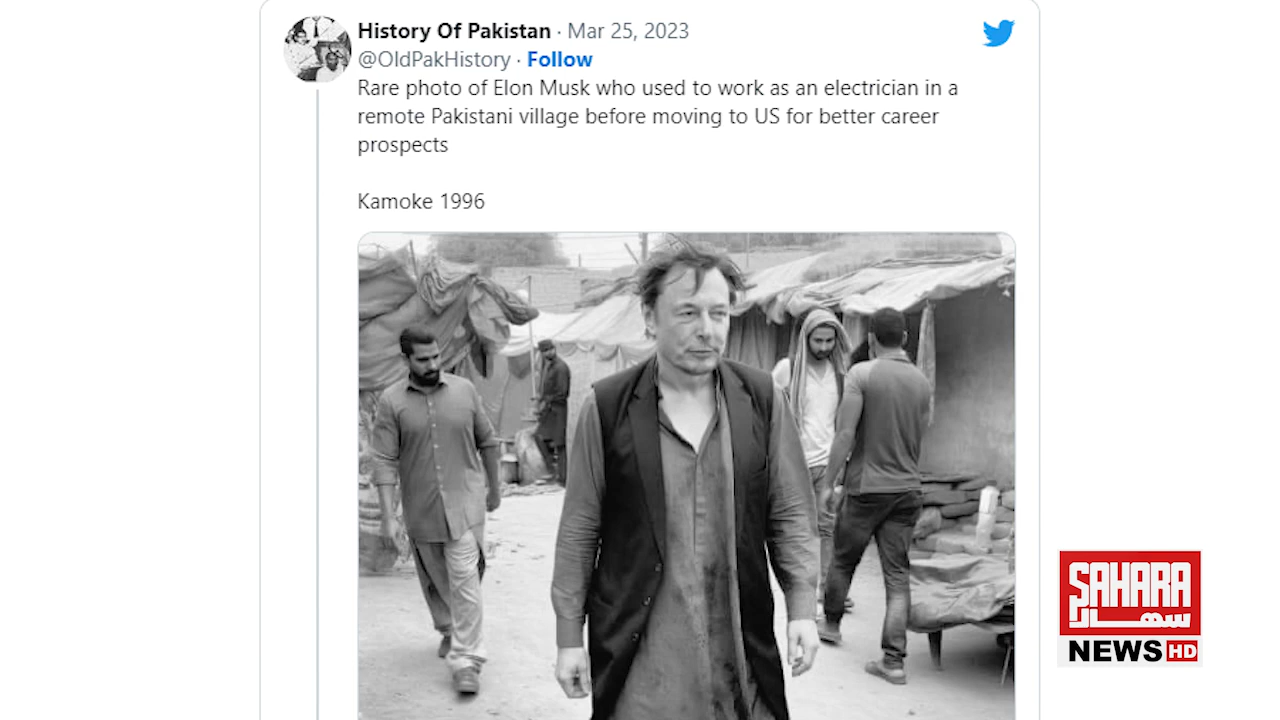 History Of Pakistan · Mar 25, 2023
@OldPakHistory · Follow
Rare photo of Elon Musk who used to work as an electrician in a
remote Pakistani village before moving to US for better career
prospects
Kamoke 1996
SAHARA
سہارا
NEWS HD